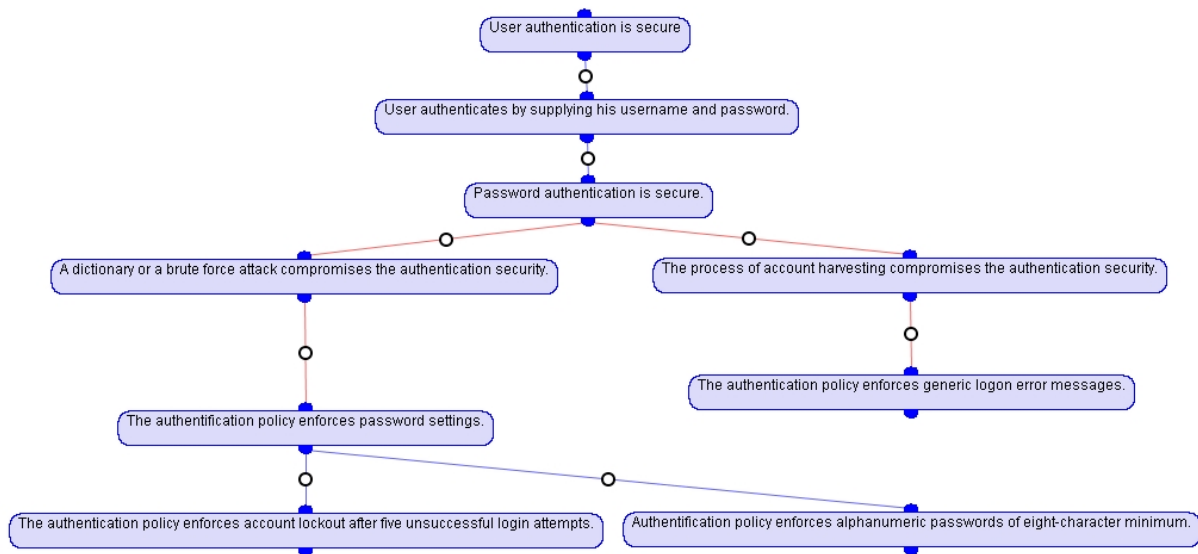 User authentication is secure
User authenticates by supplying his username and password.
Password authentication is secure.
A dictionary or a brute force attack compromises the authentication security.
The process of account harvesting compromises the authentication security.
The authentication policy enforces generic logon error messages.
The authentification policy enforces password settings.
The authentication policy enforces account lockout after five unsuccessful login attempts.
Authentification policy enforces alphanumeric passwords of eight-character minimum.